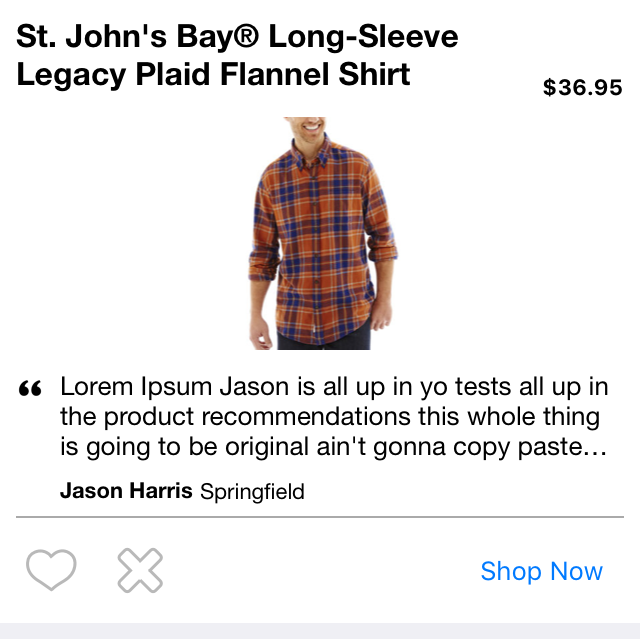 St. John's Bay® Long-Sleeve
Legacy Plaid Flannel Shirt
$36.95
“ Lorem Ipsum Jason is all up in yo tests all up in
the product recommendations this whole thing
is going to be original ain't gonna copy paste…
Jason Harris Springfield
Shop Now